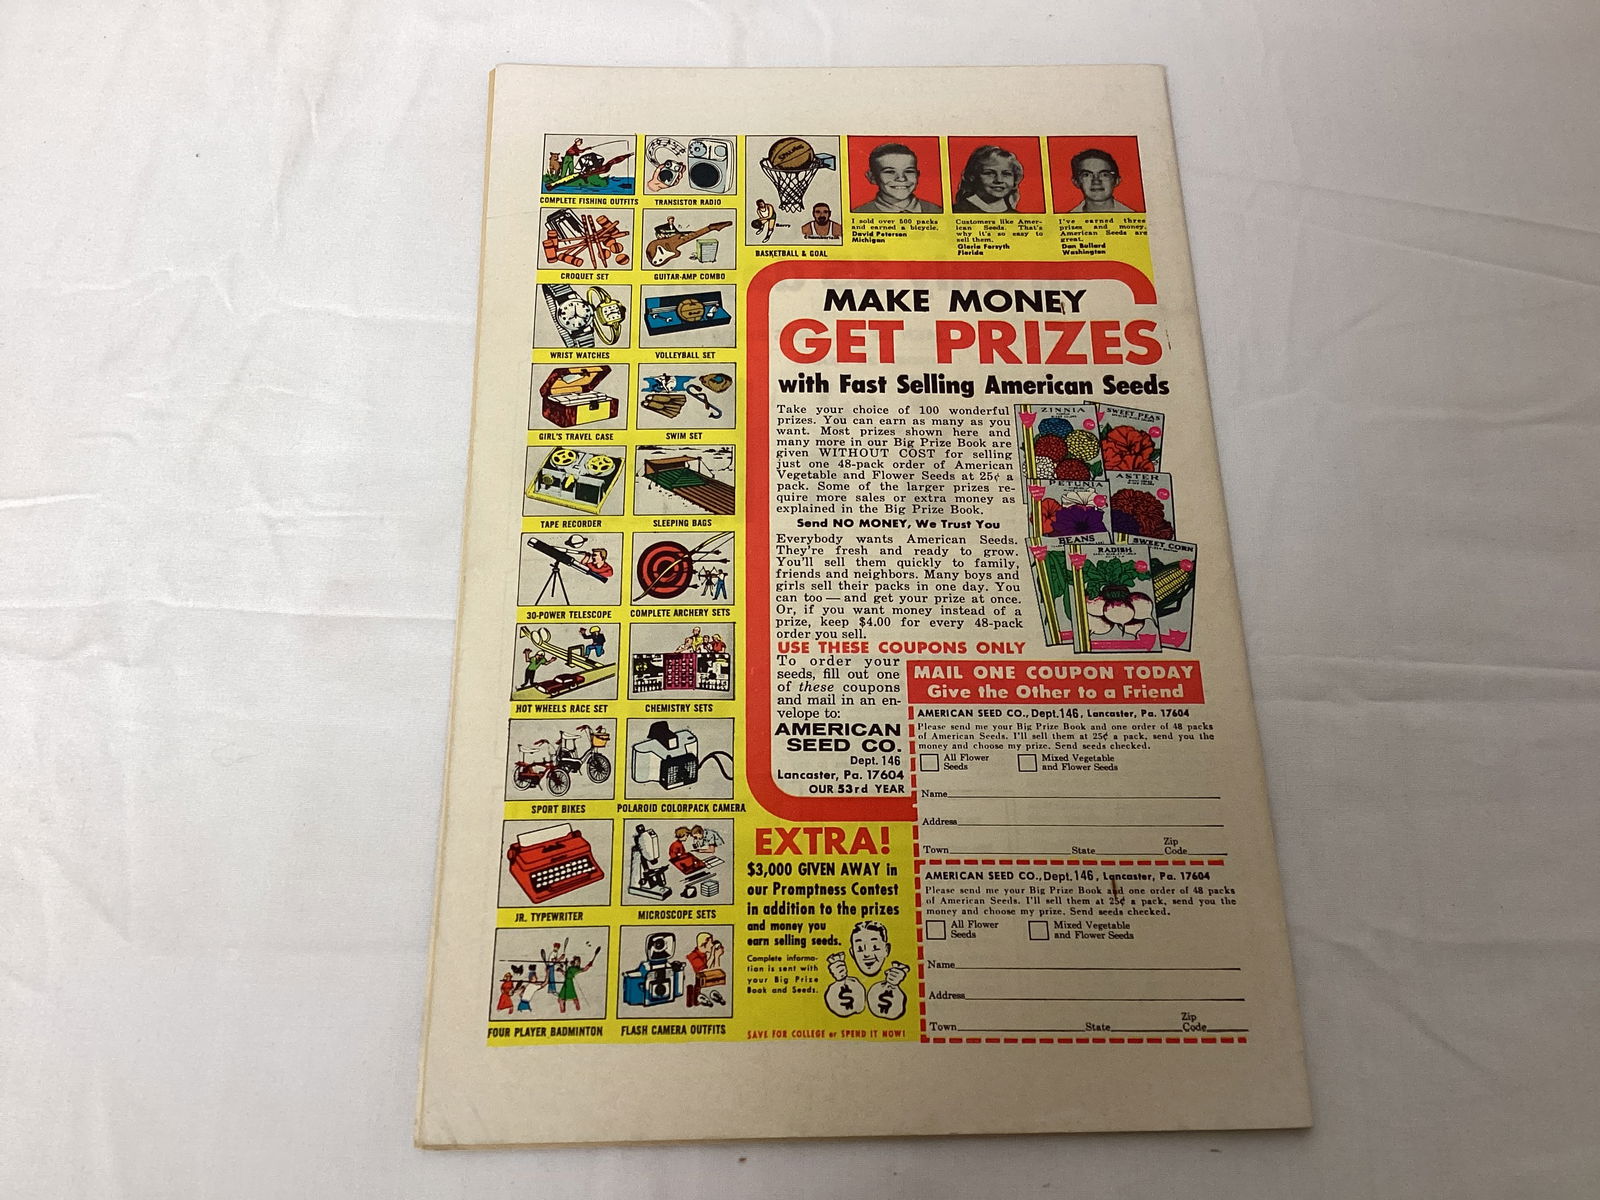 COMPLETE FISHING OUTFITS
TRANSISTOR RADIO
CROQUET SET
GUITAR-AMP COMBO
WRIST WATCHES
VOLLEYBALL SET
GIRL'S TRAVEL CASE
SWIM SET
TAPE RECORDER
SLEEPING BAGS
30-POWER TELESCOPE
COMPLETE ARCHERY SETS
HOT WHEELS RACE SET
CHEMISTRY SETS
SPORT BIKES
POLAROID COLORPACK CAMERA
JR. TYPEWRITER
MICROSCOPE SETS
FOUR PLAYER BADMINTON
FLASH CAMERA OUTFITS
SPALDING
Barry
Chamberlain
BASKETBALL & GOAL
I sold over 500 packs
and earned a bicycle.
David Peterson
Michigan
Customers like Amer-
ican Seeds. That's
why it's so easy to
sell them.
Gloria Forsyth
Florida
I've earned three
prizes and money.
American Seeds are
great.
Dan Bollard
Washington
MAKE MONEY
GET PRIZES
with Fast Selling American Seeds
Take your choice of 100 wonderful
prizes. You can earn as many as you
want. Most prizes shown here and
many more in our Big Prize Book are
given WITHOUT COST for selling
just one 48-pack order of American
Vegetable and Flower Seeds at 25¢ a
pack. Some of the larger prizes re-
quire more sales or extra money as
explained in the Big Prize Book.
Send NO MONEY, We Trust You
Everybody wants American Seeds.
They're fresh and ready to grow.
You'll sell them quickly to family,
friends and neighbors. Many boys and
girls sell their packs in one day. You
can too — and get your prize at once.
Or, if you want money instead of a
prize, keep $4.00 for every 48-pack
order you sell.
ZINNIA
SWEET PEAS
PETUNIA
ASTER
BEANS
SWEET CORN
RADISH
USE THESE COUPONS ONLY
To order your
seeds, fill out one
of these coupons
and mail in an en-
velope to:
AMERICAN
SEED CO.
Dept. 146
Lancaster, Pa. 17604
OUR 53rd YEAR
MAIL ONE COUPON TODAY
Give the Other to a Friend
AMERICAN SEED CO., Dept. 146, Lancaster, Pa. 17604
Please send me your Big Prize Book and one order of 48 packs
of American Seeds. I'll sell them at 25¢ a pack, send you the
money and choose my prize. Send seeds checked.
All Flower
Seeds
Mixed Vegetable
and Flower Seeds
Name
Address
Town State Zip
Code
AMERICAN SEED CO., Dept. 146, Lancaster, Pa. 17604
Please send me your Big Prize Book and one order of 48 packs
of American Seeds. I'll sell them at 25¢ a pack, send you the
money and choose my prize. Send seeds checked.
All Flower
Seeds
Mixed Vegetable
and Flower Seeds
Name
Address
Town State Zip
Code
EXTRA!
$3,000 GIVEN AWAY in
our Promptness Contest
in addition to the prizes
and money you
earn selling seeds.
Complete informa-
tion is sent with
your Big Prize
Book and Seeds.
$ $
SAVE FOR COLLEGE or SPEND IT NOW!